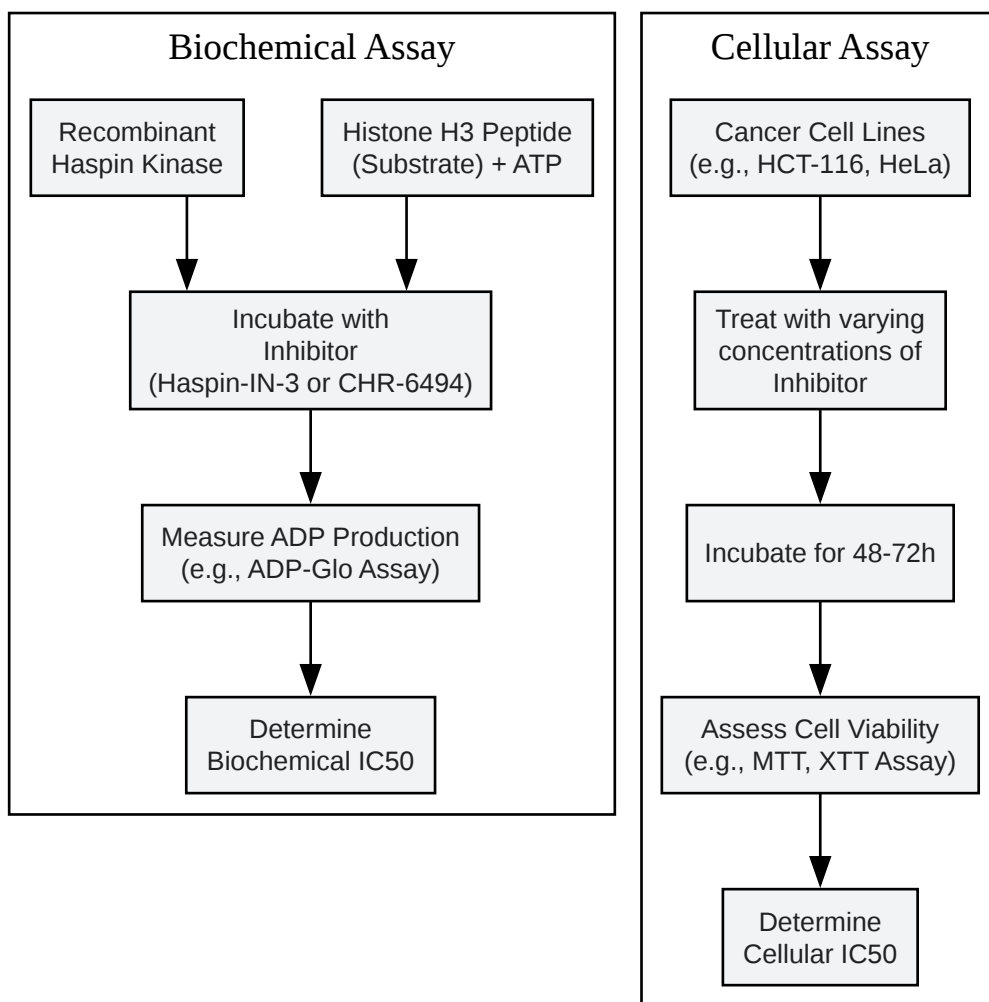 Biochemical Assay
Recombinant
Haspin Kinase
Histone H3 Peptide
(Substrate) + ATP
Incubate with
Inhibitor
(Haspin-IN-3 or CHR-6494)
Measure ADP Production
(e.g., ADP-Glo Assay)
Determine
Biochemical IC50
Cellular Assay
Cancer Cell Lines
(e.g., HCT-116, HeLa)
Treat with varying
concentrations of
Inhibitor
Incubate for 48-72h
Assess Cell Viability
(e.g., MTT, XTT Assay)
Determine
Cellular IC50